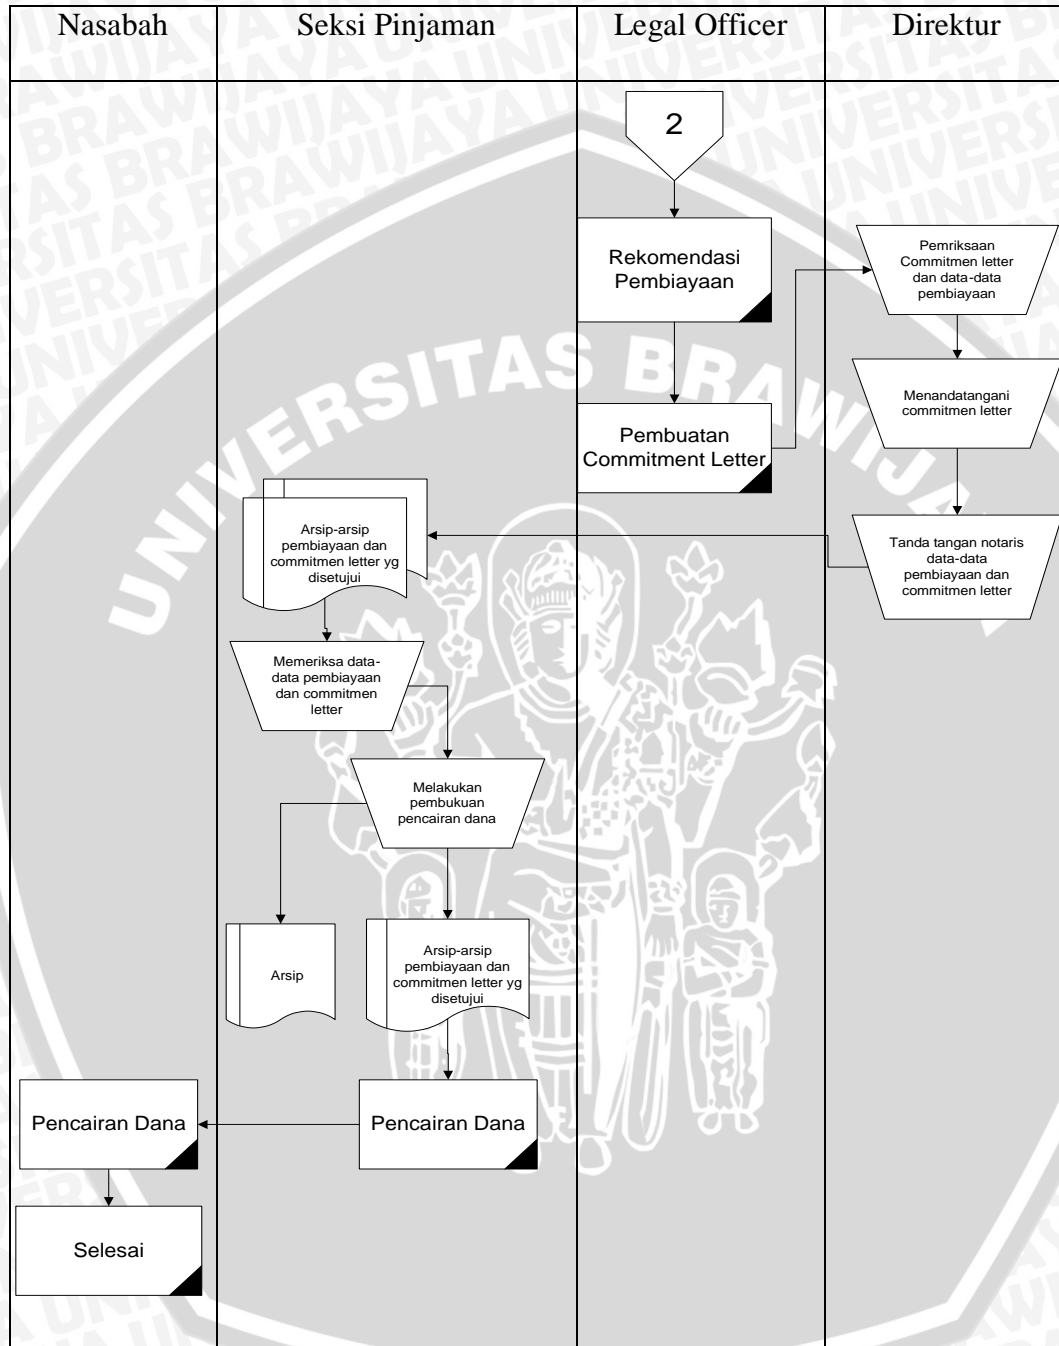 Nasabah
Seksi Pinjaman
Legal Officer
Direktur
2
Rekomendasi
Pembiayaan
Pemriksaan
Commitmen letter
dan data-data
pembiayaan
Menandatangani
commitmen letter
Pembuatan
Commitment Letter
Tanda tangan notaris
data-data
pembiayaan dan
commitmen letter
Arsip-arsip
pembiayaan dan
commitmen letter yg
disetujui
Memeriksa data-
data pembiayaan
dan commitmen
letter
Melakukan
pembukuan
pencairan dana
Arsip
Arsip-arsip
pembiayaan dan
commitmen letter yg
disetujui
Pencairan Dana
Pencairan Dana
Selesai
UNIVERSITAS BRAWIJAYA